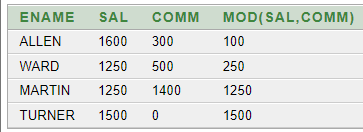 ENAME SAL COMM MOD(SAL,COMM)
ALLEN 1600 300 100
WARD 1250 500 250
MARTIN 1250 1400 1250
TURNER 1500 0 1500